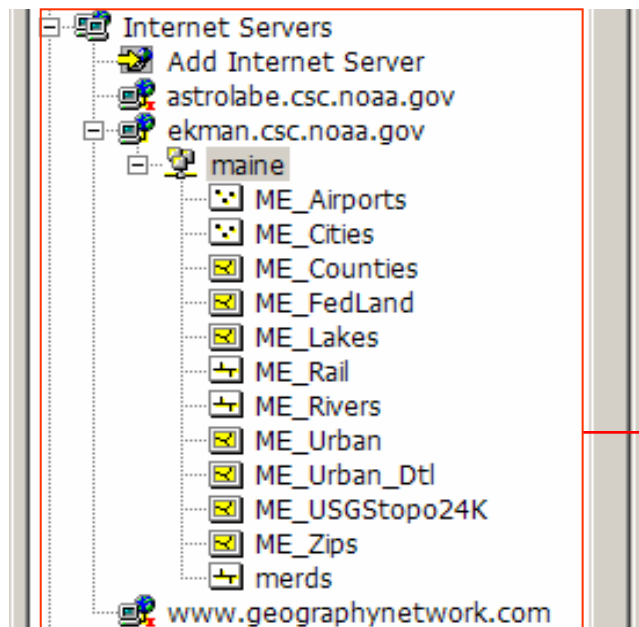 Internet Servers
Add Internet Server
astrolabe.csc.noaa.gov
ekman.csc.noaa.gov
maine
ME_Airports
ME_Cities
ME_Counties
ME_FedLand
ME_Lakes
ME_Rail
ME_Rivers
ME_Urban
ME_Urban_Dtl
ME_USGStopo24K
ME_Zips
merds
www.geographynetwork.com